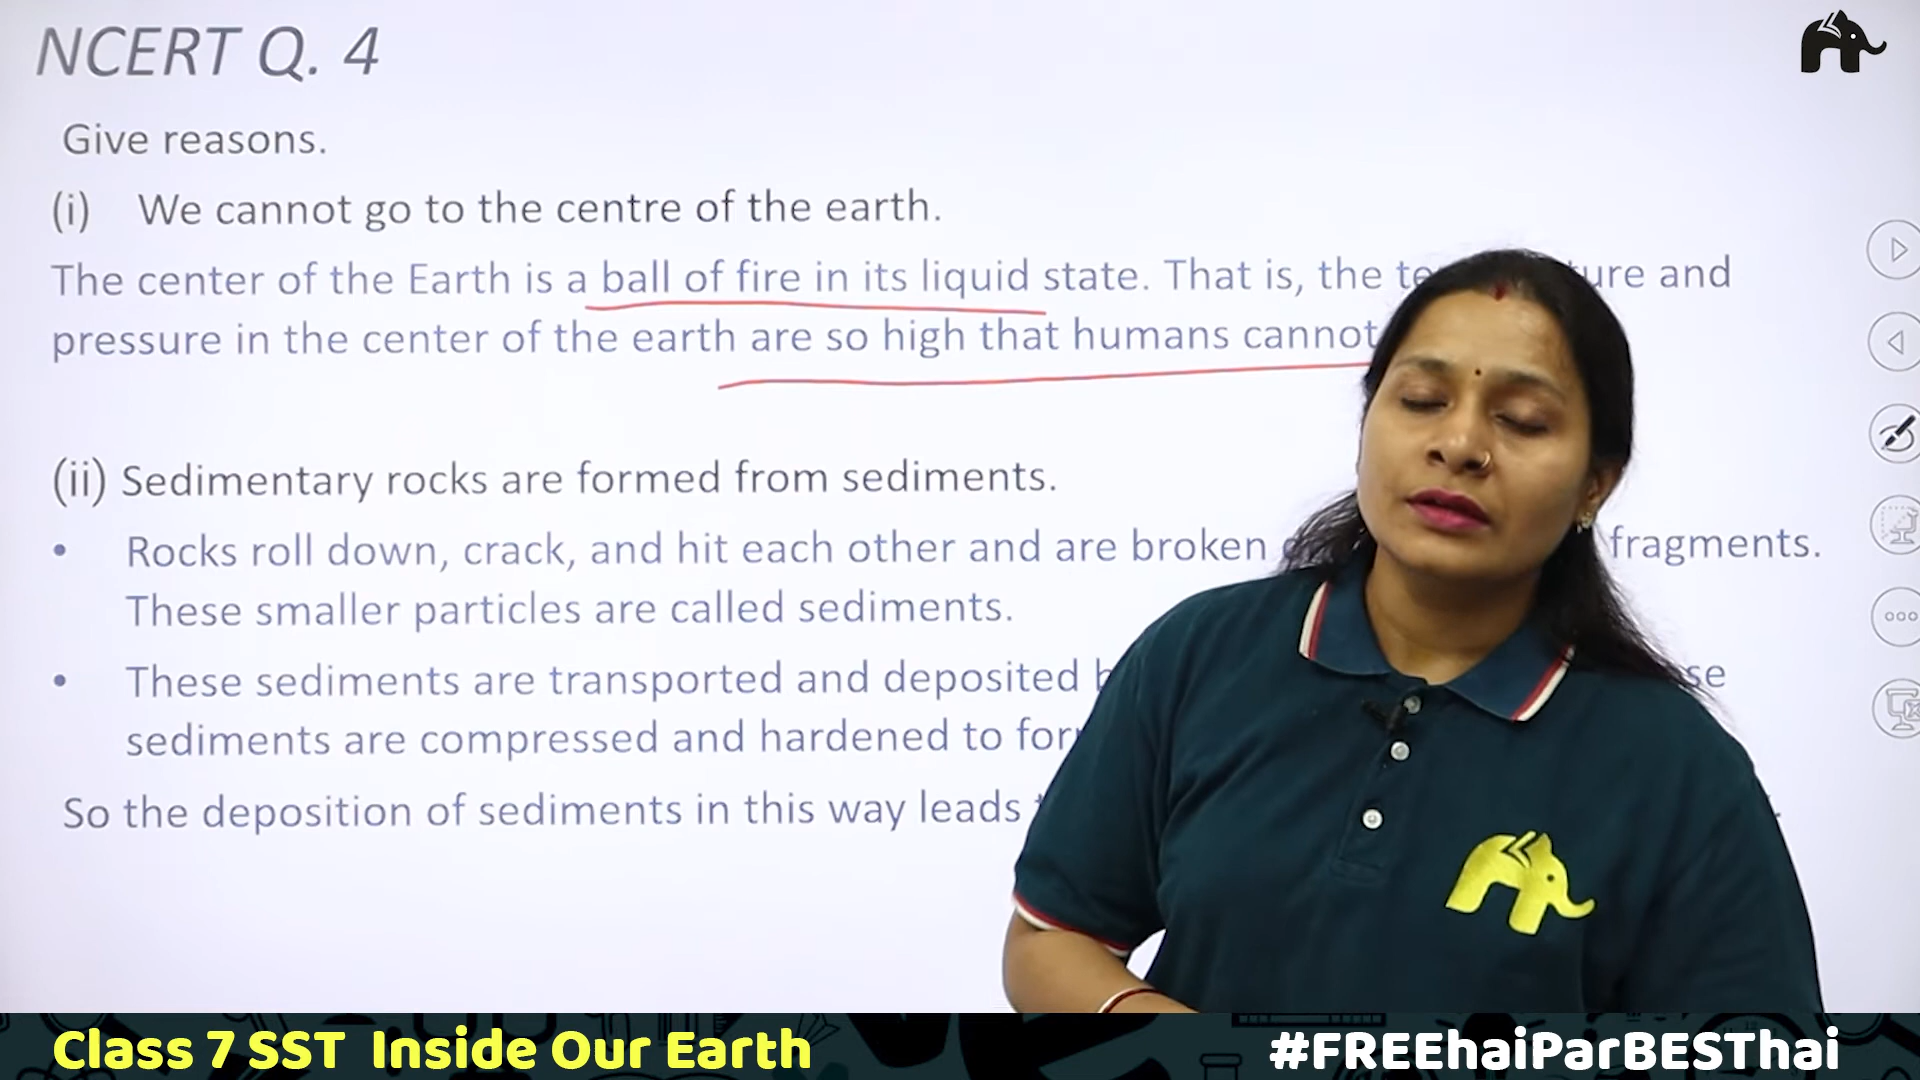 NCERT Q. 4
Give reasons.
(i) We cannot go to the centre of the earth.
The center of the Earth is a ball of fire in its liquid state. That is, the and
pressure in the center of the earth are so high that humans cannot
(ii) Sedimentary rocks are formed from sediments.
• Rocks roll down, crack, and hit each other and are broken fragments.
These smaller particles are called sediments.
• These sediments are transported and deposited
sediments are compressed and hardened to
So the deposition of sediments in this way leads
Class 7 SST Inside Our Earth
#FREEhaiParBESThai